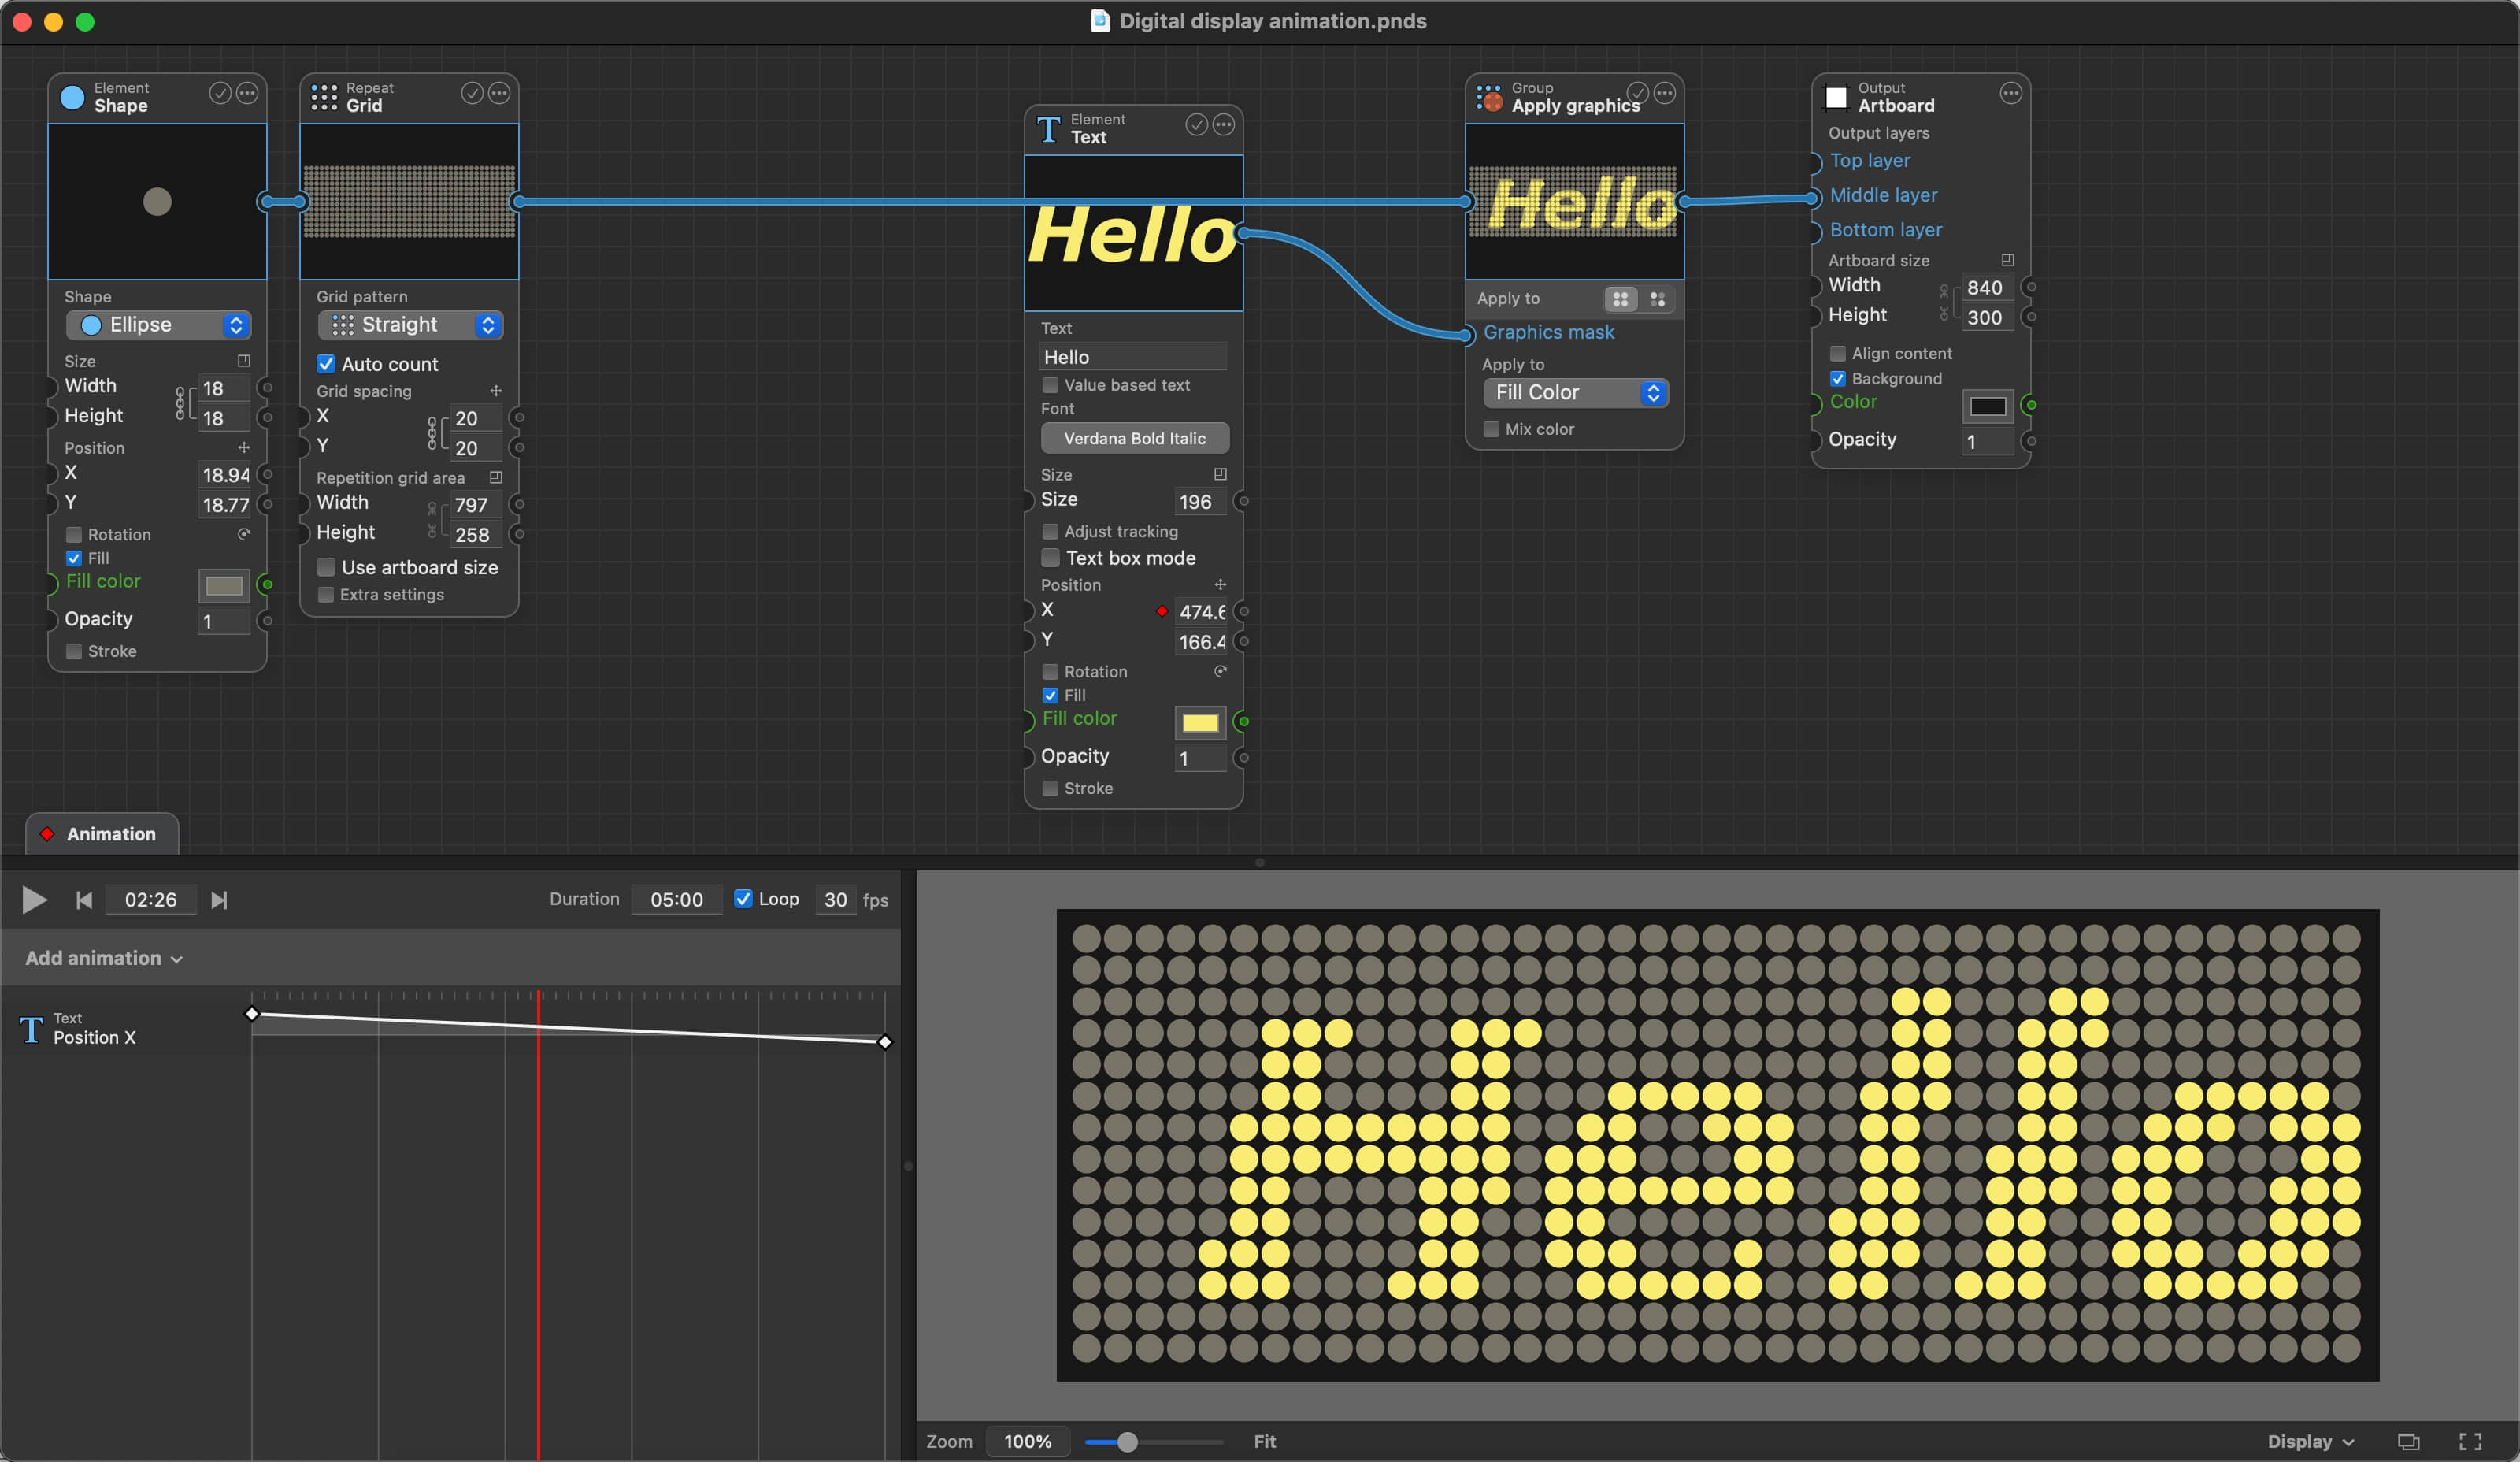 Digital display animation.pnds
Element
Shape
Shape
Ellipse
Size
Width 18
Height 18
Position
X 18.94
Y 18.77
Rotation
Fill
Fill color
Opacity 1
Stroke
Repeat
Grid
Grid pattern
Straight
Auto count
Grid spacing
X 20
Y 20
Repetition grid area
Width 797
Height 258
Use artboard size
Extra settings
Element
Text
Hello
Text
Hello
Value based text
Font
Verdana Bold Italic
Size
Size 196
Adjust tracking
Text box mode
Position
X 474.6
Y 166.4
Rotation
Fill
Fill color
Opacity 1
Stroke
Group
Apply graphics
Hello
Apply to
Graphics mask
Apply to
Fill Color
Mix color
Output
Artboard
Output layers
Top layer
Middle layer
Bottom layer
Artboard size
Width 840
Height 300
Align content
Background
Color
Opacity 1
Animation
02:26 Duration 05:00 Loop 30 fps
Add animation
Text
Position X
Hello
Zoom 100% Fit Display